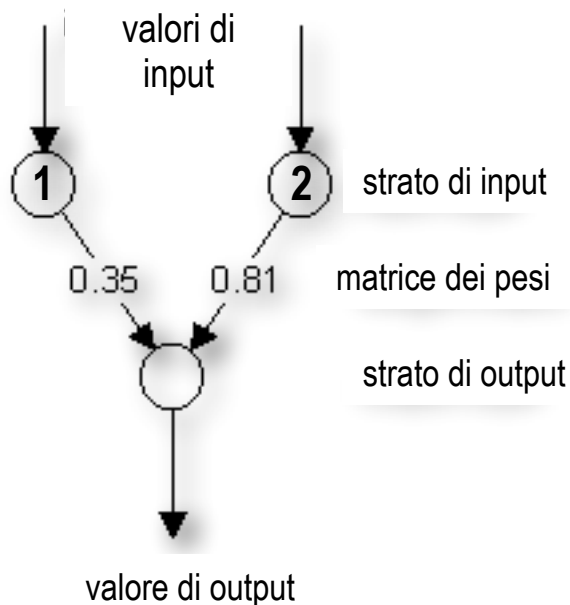 valori di
input
1
2
strato di input
0.35
0.81
matrice dei pesi
strato di output
valore di output